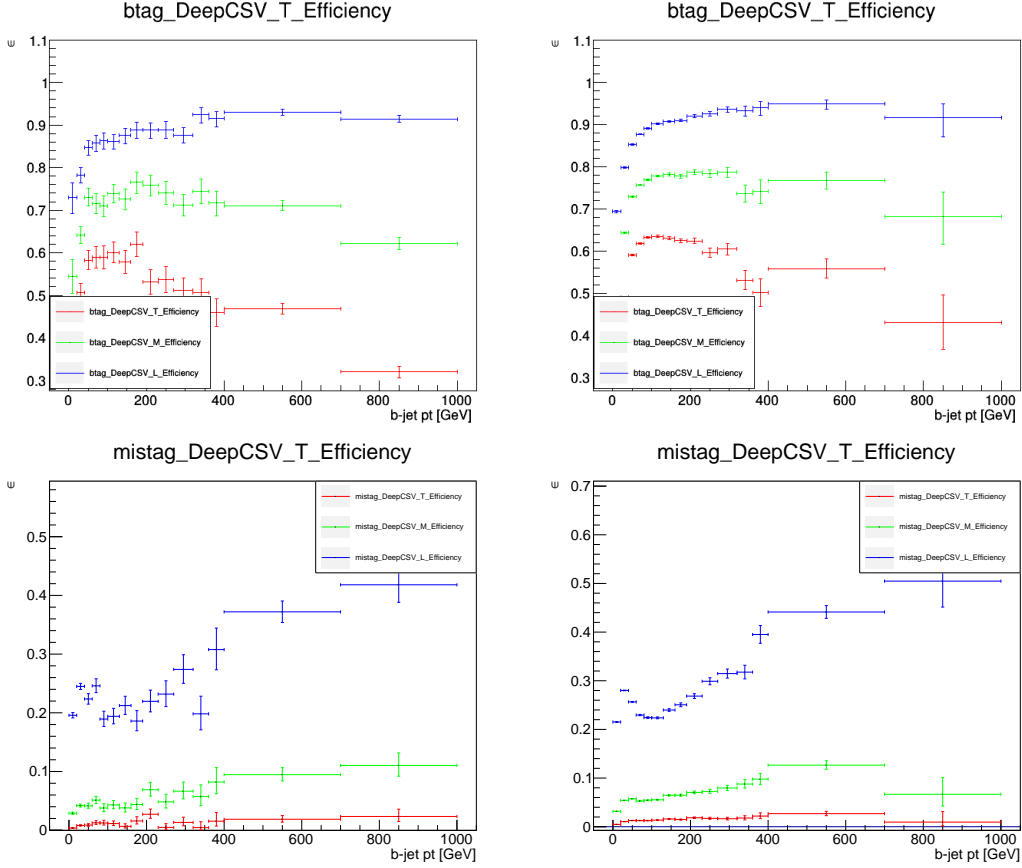 btag_DeepCSV_T_Efficiency
∈
1.1
1
0.9
0.8
0.7
0.6
0.5
0.4
0.3
btag_DeepCSV_T_Efficiency
btag_DeepCSV_M_Efficiency
btag_DeepCSV_L_Efficiency
0 200 400 600 800 1000
b-jet pt [GeV]
btag_DeepCSV_T_Efficiency
∈
1.1
1
0.9
0.8
0.7
0.6
0.5
0.4
0.3
btag_DeepCSV_T_Efficiency
btag_DeepCSV_M_Efficiency
btag_DeepCSV_L_Efficiency
0 200 400 600 800 1000
b-jet pt [GeV]
mistag_DeepCSV_T_Efficiency
∈
mistag_DeepCSV_T_Efficiency
mistag_DeepCSV_M_Efficiency
mistag_DeepCSV_L_Efficiency
0.5
0.4
0.3
0.2
0.1
0
0 200 400 600 800 1000
b-jet pt [GeV]
mistag_DeepCSV_T_Efficiency
∈
0.7
mistag_DeepCSV_T_Efficiency
mistag_DeepCSV_M_Efficiency
mistag_DeepCSV_L_Efficiency
0.6
0.5
0.4
0.3
0.2
0.1
0
0 200 400 600 800 1000
b-jet pt [GeV]